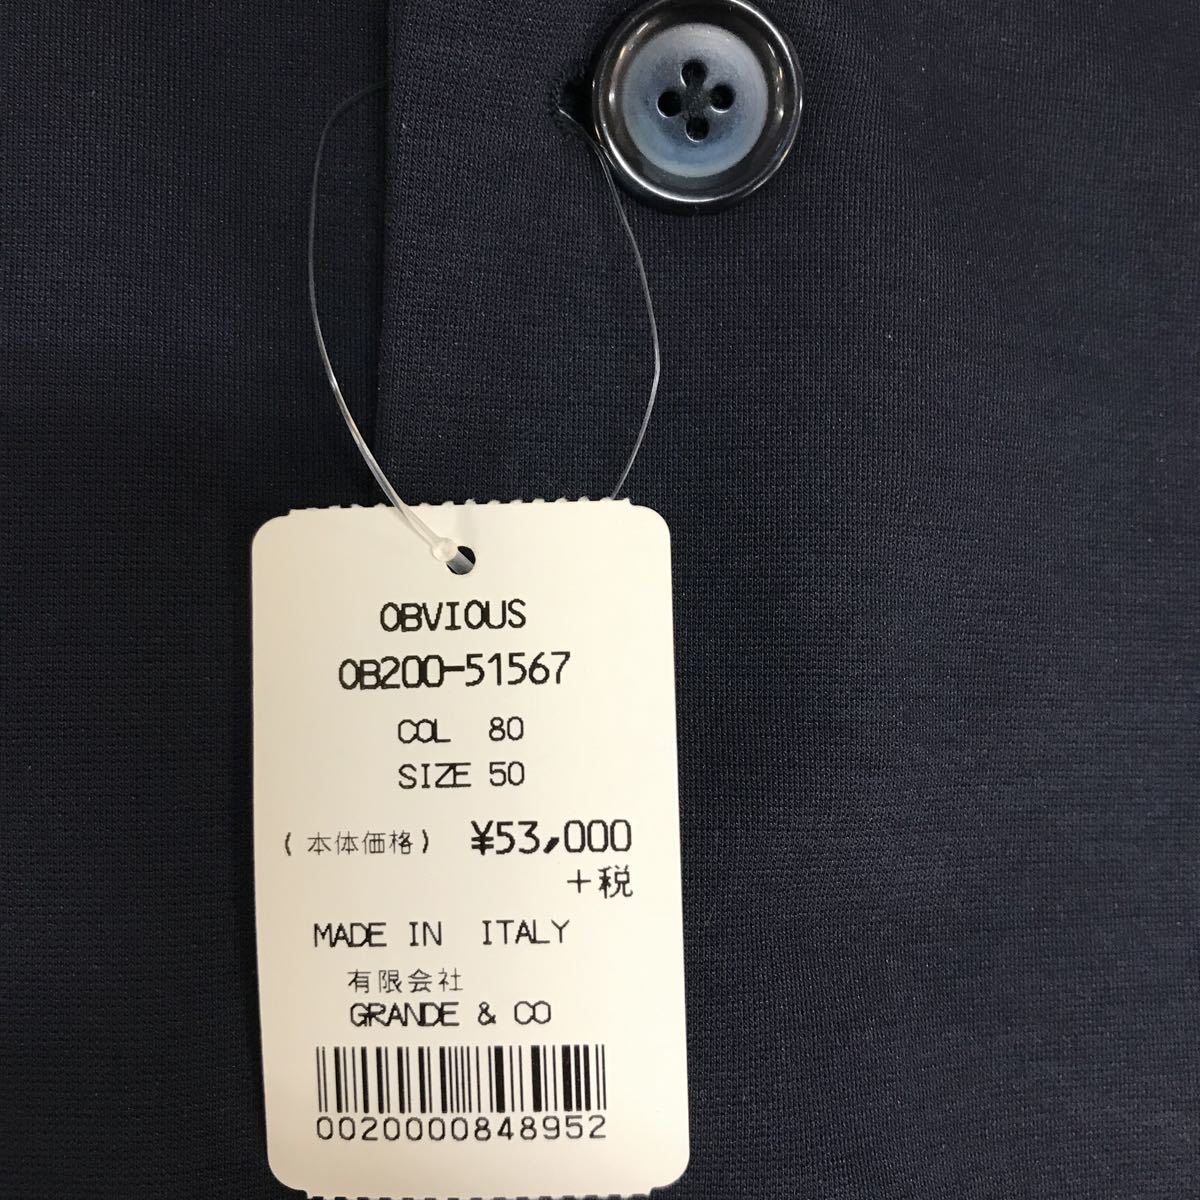 OBVIOUS
OB200-51567
COL 80
SIZE 50
(本体価格) ¥53,000
+税
MADE IN ITALY
有限会社
GRANDE & CO
0020000848952